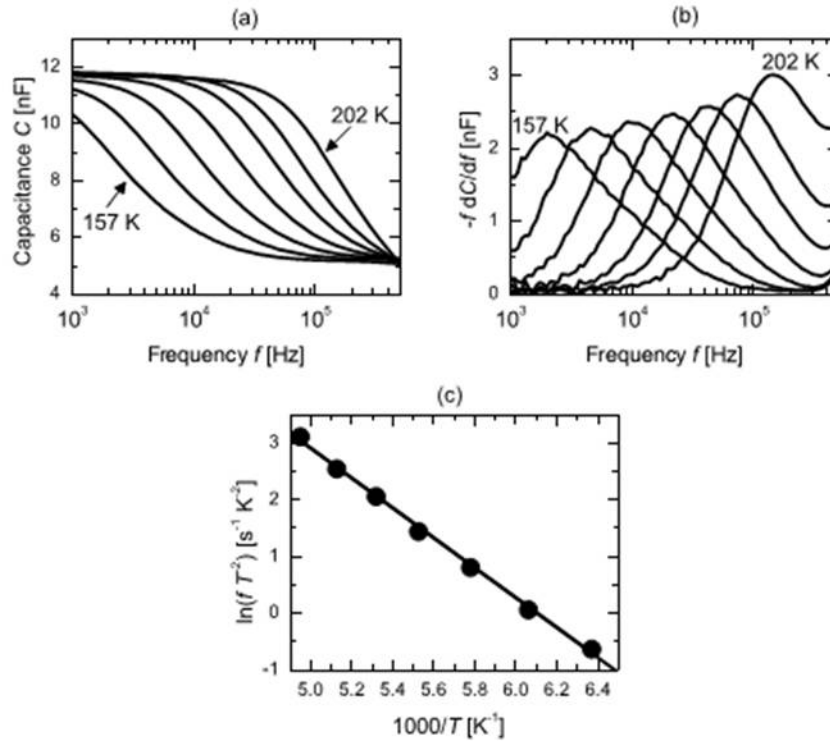 (a)
12
10
8
6
4
202 K
157 K
10³
10⁴
10⁵
Capacitance C [nF]
Frequency f [Hz]
(b)
3
2
1
0
157 K
202 K
10³
10⁴
10⁵
-f dC/df [nF]
Frequency f [Hz]
(c)
3
2
1
0
-1
5.0 5.2 5.4 5.6 5.8 6.0 6.2 6.4
ln(f T⁻²) [s⁻¹ K⁻²]
1000/T [K⁻¹]